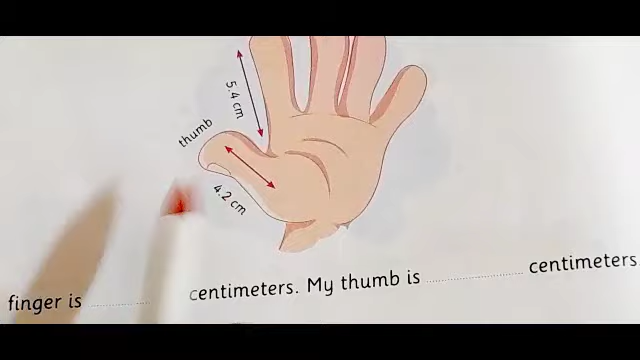 5.4 cm
thumb
4.2 cm
finger is ............ centimeters. My thumb is ........................ centimeters.